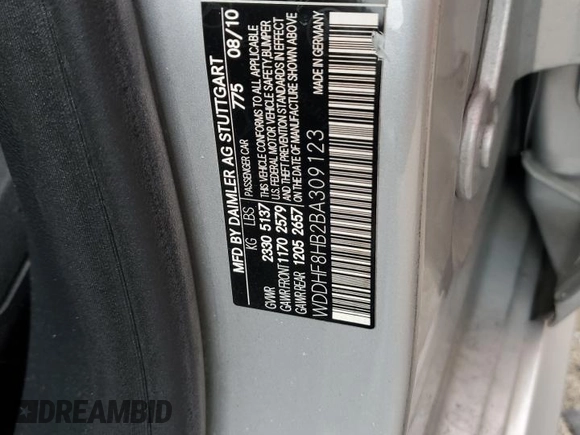 MFD BY DAIMLER AG STUTTGART
775 08/10
PASSENGER CAR
KG LBS
GVWR 2330 5137
GAWR FRONT 1170 2579
GAWR REAR 1205 2657
THIS VEHICLE CONFORMS TO ALL APPLICABLE
U.S. FEDERAL MOTOR VEHICLE SAFETY, BUMPER
AND THEFT PREVENTION STANDARDS IN EFFECT
ON THE DATE OF MANUFACTURE SHOWN ABOVE
WDDHF8HB2BA309123
MADE IN GERMANY
DREAMBID